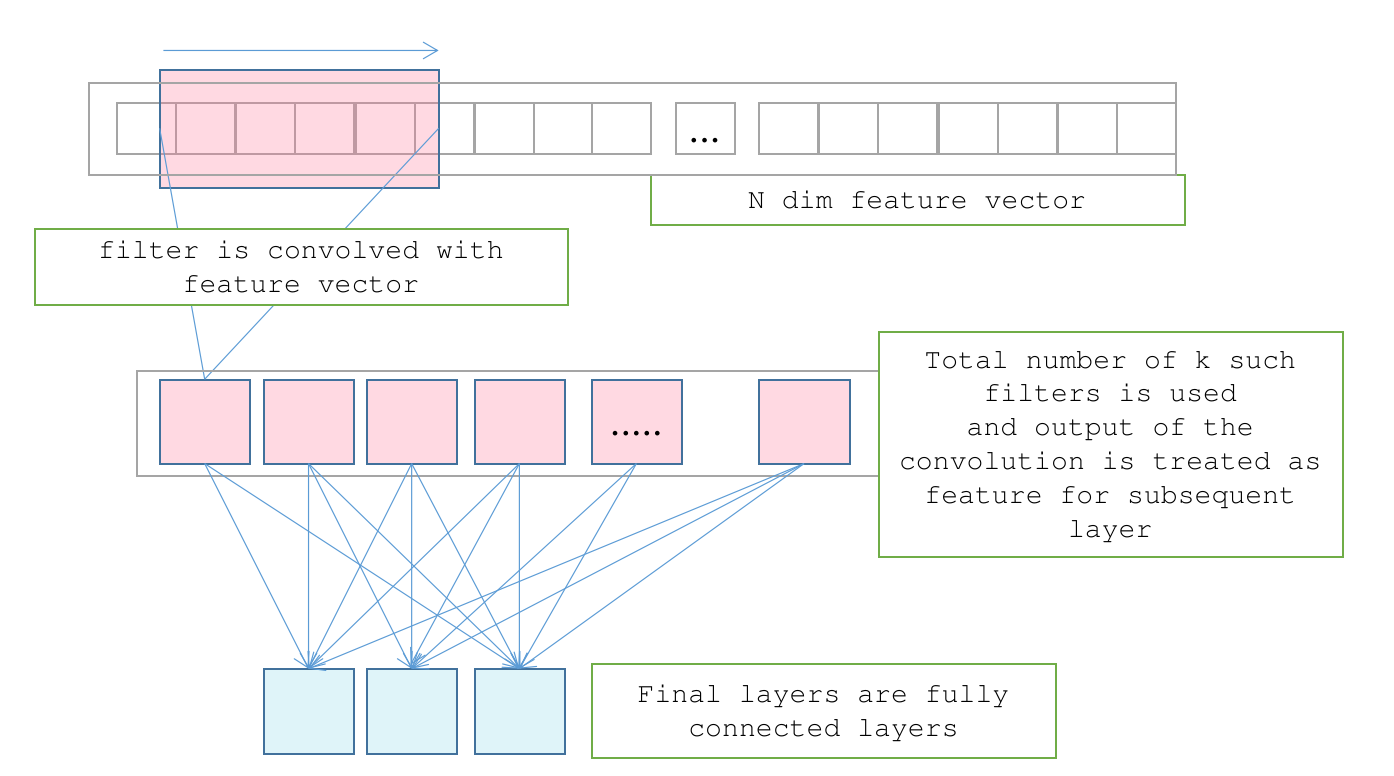 ...
N dim feature vector
filter is convolved with
feature vector
Total number of k such
filters is used
and output of the
convolution is treated as
feature for subsequent
layer
.....
Final layers are fully
connected layers